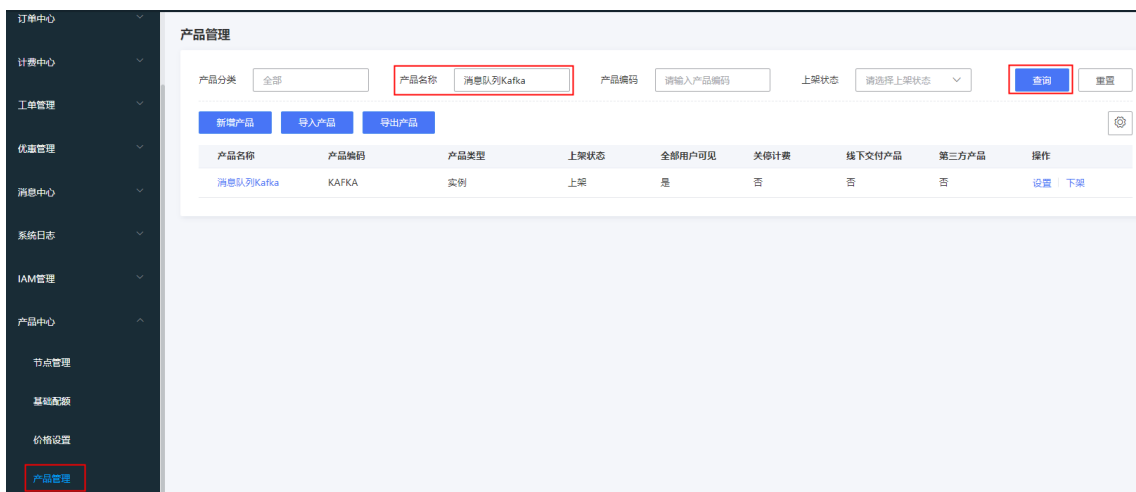 订单中心
计费中心
工单管理
优惠管理
消息中心
系统日志
IAM管理
产品中心
节点管理
基础配额
价格设置
产品管理
产品管理
产品分类 全部 产品名称 消息队列Kafka 产品编码 请输入产品编码 上架状态 请选择上架状态 查询 重置
新增产品 导入产品 导出产品
产品名称 产品编码 产品类型 上架状态 全部用户可见 关停计费 线下交付产品 第三方产品 操作
消息队列Kafka KAFKA 实例 上架 是 否 否 否 设置 下架